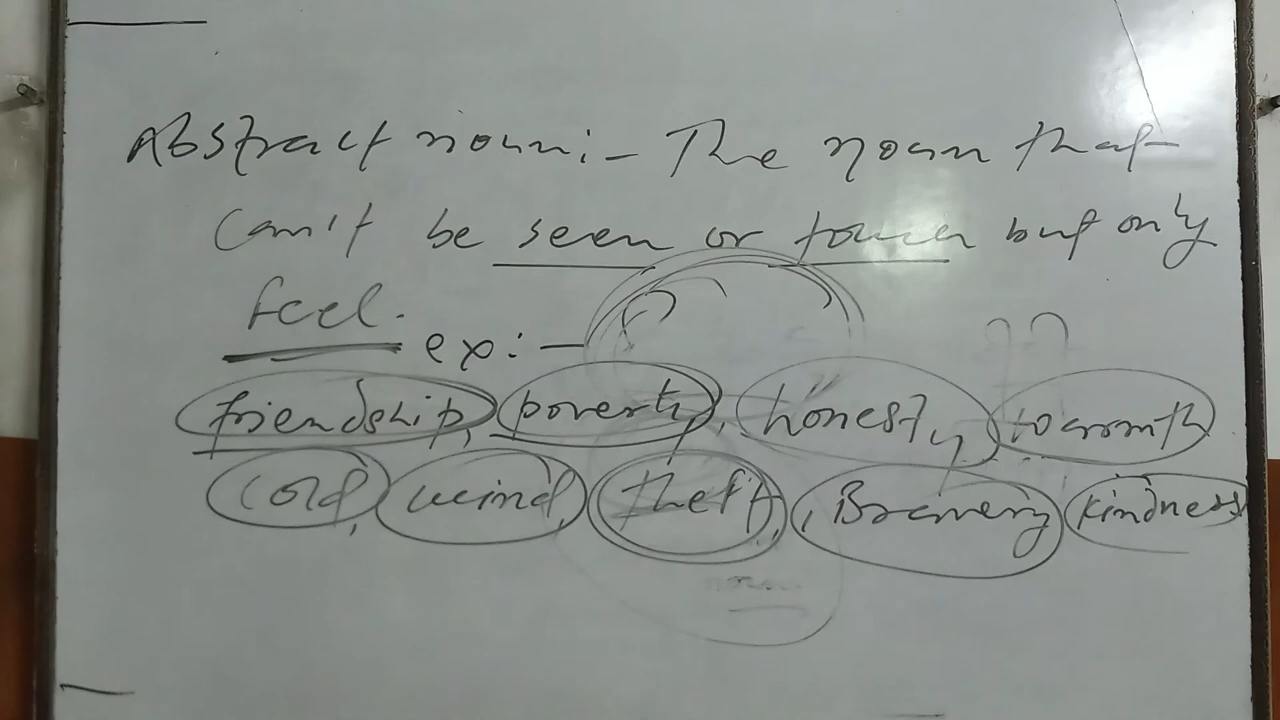 Abstract noun:- The noun that
can't be seen or touch but only
feel.
ex:-
friendship, poverty, honesty, warmth
cold, wind, theft, Bravery, kindness